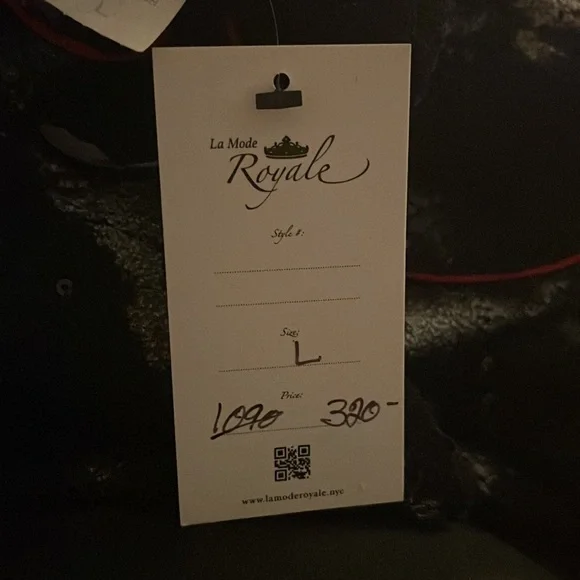 L
La Mode
Royale
Style #:
Size:
L
Price:
1090 320-
www.lamoderoyale.nyc